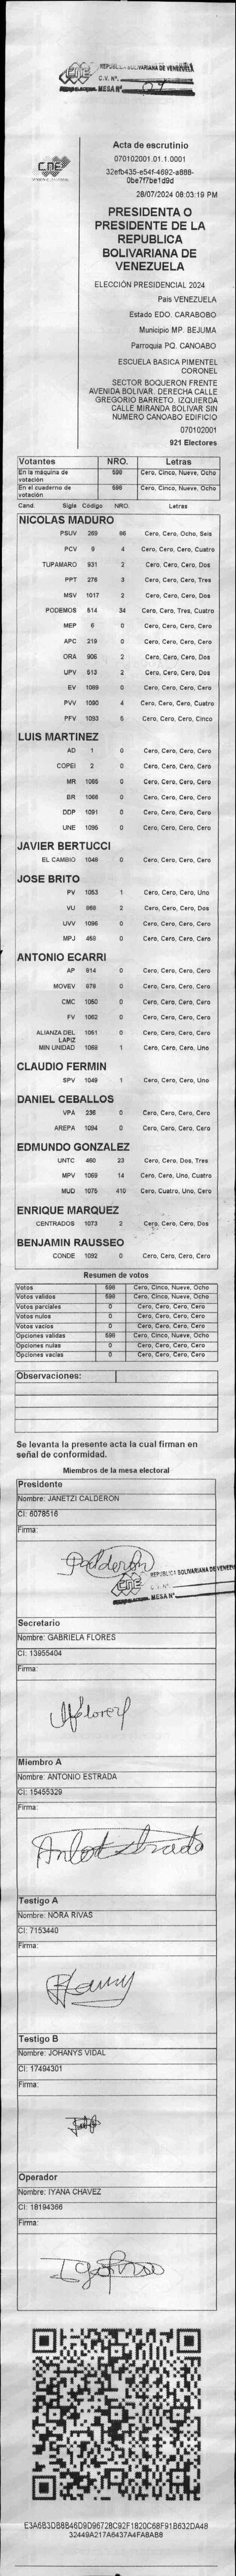 CNE
REPUBLICA BOLIVARIANA DE VENEZUELA
C.V. Nº.
MESA Nº
Acta de escrutinio
070102001.01.1.0001
32efb435-e54f-4692-a888-
0be7f7be1d9d
28/07/2024 08:03:19 PM
CNE
PRESIDENTA O
PRESIDENTE DE LA
REPUBLICA
BOLIVARIANA DE
VENEZUELA
ELECCIÓN PRESIDENCIAL 2024
Pais VENEZUELA
Estado EDO. CARABOBO
Municipio MP. BEJUMA
Parroquia PQ. CANOABO
ESCUELA BASICA PIMENTEL
CORONEL
SECTOR BOQUERON FRENTE
AVENIDA BOLIVAR. DERECHA CALLE
GREGORIO BARRETO. IZQUIERDA
CALLE MIRANDA BOLIVAR SIN
NUMERO CANOABO EDIFICIO
070102001
921 Electores
Votantes NRO. Letras
En la máquina de votación 598 Cero, Cinco, Nueve, Ocho
En el cuaderno de votación 598 Cero, Cinco, Nueve, Ocho
Cand. Sigla Código NRO. Letras
NICOLAS MADURO
PSUV 269 86 Cero, Cero, Ocho, Seis
PCV 9 4 Cero, Cero, Cero, Cuatro
TUPAMARO 931 2 Cero, Cero, Cero, Dos
PPT 276 3 Cero, Cero, Cero, Tres
MSV 1017 2 Cero, Cero, Cero, Dos
PODEMOS 514 34 Cero, Cero, Tres, Cuatro
MEP 6 0 Cero, Cero, Cero, Cero
APC 219 0 Cero, Cero, Cero, Cero
ORA 906 2 Cero, Cero, Cero, Dos
UPV 513 2 Cero, Cero, Cero, Dos
EV 1089 0 Cero, Cero, Cero, Cero
PVV 1090 4 Cero, Cero, Cero, Cuatro
PFV 1093 5 Cero, Cero, Cero, Cinco
LUIS MARTINEZ
AD 1 0 Cero, Cero, Cero, Cero
COPEI 2 0 Cero, Cero, Cero, Cero
MR 1065 0 Cero, Cero, Cero, Cero
BR 1066 0 Cero, Cero, Cero, Cero
DDP 1091 0 Cero, Cero, Cero, Cero
UNE 1095 0 Cero, Cero, Cero, Cero
JAVIER BERTUCCI
EL CAMBIO 1048 0 Cero, Cero, Cero, Cero
JOSE BRITO
PV 1053 1 Cero, Cero, Cero, Uno
VU 868 2 Cero, Cero, Cero, Dos
UVV 1096 0 Cero, Cero, Cero, Cero
MPJ 458 0 Cero, Cero, Cero, Cero
ANTONIO ECARRI
AP 814 0 Cero, Cero, Cero, Cero
MOVEV 878 0 Cero, Cero, Cero, Cero
CMC 1050 0 Cero, Cero, Cero, Cero
FV 1062 0 Cero, Cero, Cero, Cero
ALIANZA DEL LAPIZ 1051 0 Cero, Cero, Cero, Cero
MIN UNIDAD 1068 1 Cero, Cero, Cero, Uno
CLAUDIO FERMIN
SPV 1049 1 Cero, Cero, Cero, Uno
DANIEL CEBALLOS
VPA 236 0 Cero, Cero, Cero, Cero
AREPA 1094 0 Cero, Cero, Cero, Cero
EDMUNDO GONZALEZ
UNTC 460 23 Cero, Cero, Dos, Tres
MPV 1069 14 Cero, Cero, Uno, Cuatro
MUD 1075 410 Cero, Cuatro, Uno, Cero
ENRIQUE MARQUEZ
CENTRADOS 1073 2 Cero, Cero, Cero, Dos
BENJAMIN RAUSSEO
CONDE 1092 0 Cero, Cero, Cero, Cero
Resumen de votos
Votos 598 Cero, Cinco, Nueve, Ocho
Votos validos 598 Cero, Cinco, Nueve, Ocho
Votos parciales 0 Cero, Cero, Cero, Cero
Votos nulos 0 Cero, Cero, Cero, Cero
Votos vacios 0 Cero, Cero, Cero, Cero
Opciones validas 598 Cero, Cinco, Nueve, Ocho
Opciones nulas 0 Cero, Cero, Cero, Cero
Opciones vacias 0 Cero, Cero, Cero, Cero
Observaciones:
Se levanta la presente acta la cual firman en
señal de conformidad.
Miembros de la mesa electoral
Presidente
Nombre: JANETZI CALDERON
CI: 6078516
Firma:
Calderon
CNE
REPUBLICA BOLIVARIANA DE VENEZUELA
C.V. Nº.
MESA Nº
Secretario
Nombre: GABRIELA FLORES
CI: 13955404
Firma:
Miembro A
Nombre: ANTONIO ESTRADA
CI: 15455329
Firma:
Testigo A
Nombre: NORA RIVAS
CI: 7153440
Firma:
Testigo B
Nombre: JOHANYS VIDAL
CI: 17494301
Firma:
Operador
Nombre: IYANA CHAVEZ
CI: 18194366
Firma:
E3A6B3DB8B46D9D96728C92F1820C68F91B632DA48
32449A217A6437A4FA8AB8